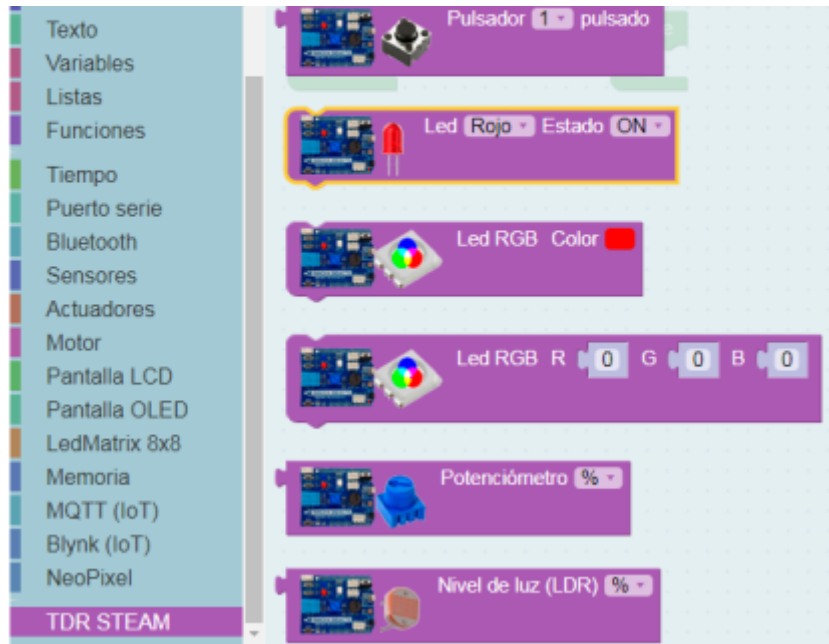 Texto
Variables
Listas
Funciones
Tiempo
Puerto serie
Bluetooth
Sensores
Actuadores
Motor
Pantalla LCD
Pantalla OLED
LedMatrix 8x8
Memoria
MQTT (IoT)
Blynk (IoT)
NeoPixel
TDR STEAM
Pulsador 1 pulsado
Led Rojo Estado ON
Led RGB Color
Led RGB R 0 G 0 B 0
Potenciómetro %
Nivel de luz (LDR) %